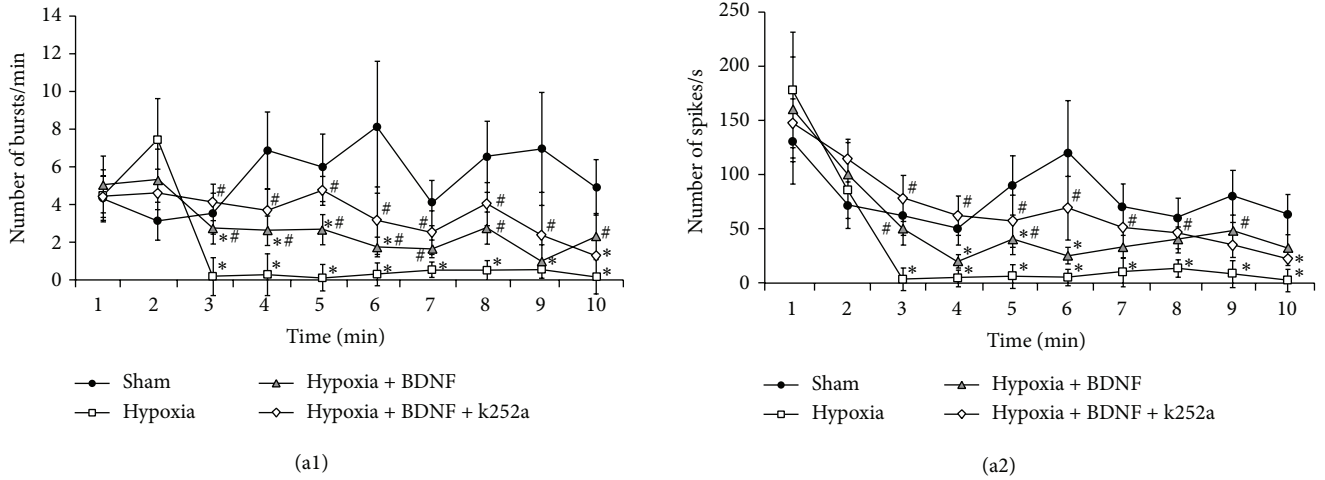 14
12
10
8
6
4
2
0
Number of bursts/min
# # # # # # *
*# *# *# *# # # * #
* * * * * * * *
1 2 3 4 5 6 7 8 9 10
Time (min)
Sham
Hypoxia
Hypoxia + BDNF
Hypoxia + BDNF + k252a
(a1)
250
200
150
100
50
0
Number of spikes/s
# # # # # # *
# * *# * #
* * * * * * * *
1 2 3 4 5 6 7 8 9 10
Time (min)
Sham
Hypoxia
Hypoxia + BDNF
Hypoxia + BDNF + k252a
(a2)